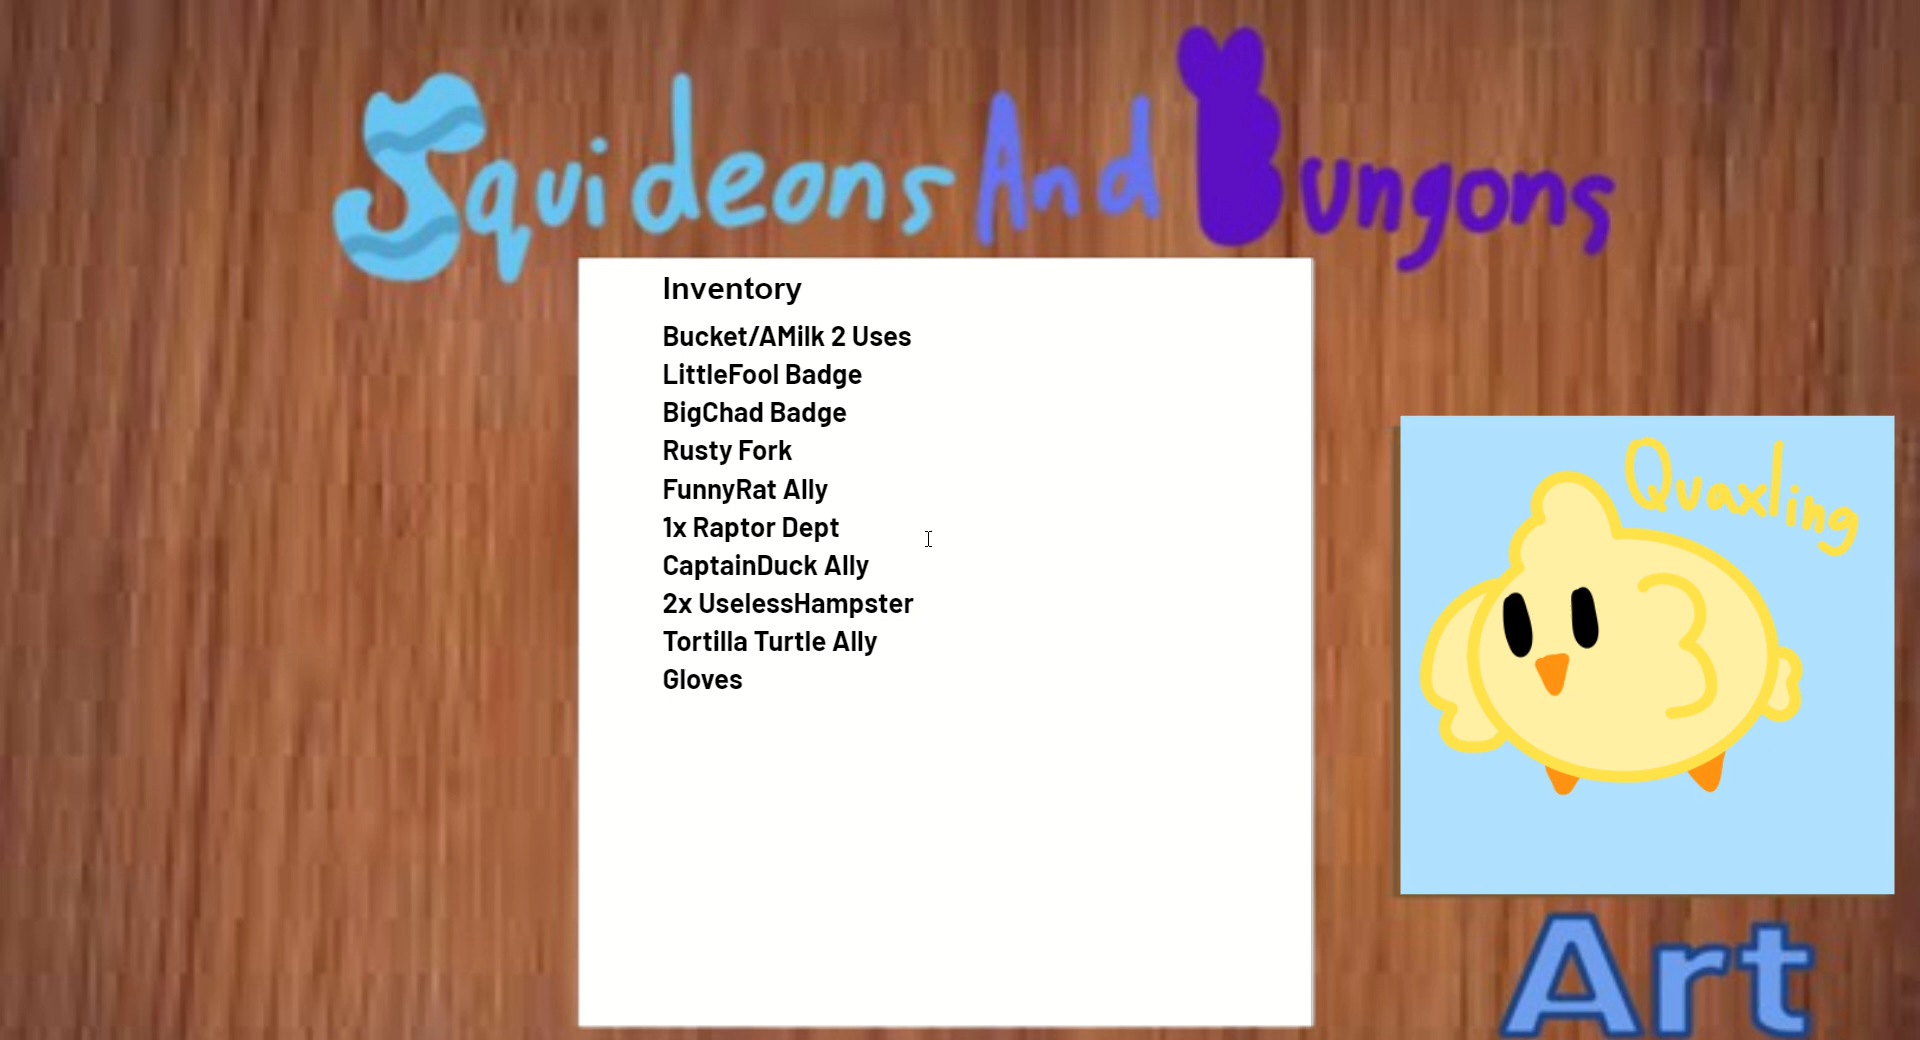 Squideons And Bungons
Inventory
Bucket/AMilk 2 Uses
LittleFool Badge
BigChad Badge
Rusty Fork
FunnyRat Ally
1x Raptor Dept
CaptainDuck Ally
2x UselessHampster
Tortilla Turtle Ally
Gloves
Quaxling
Art